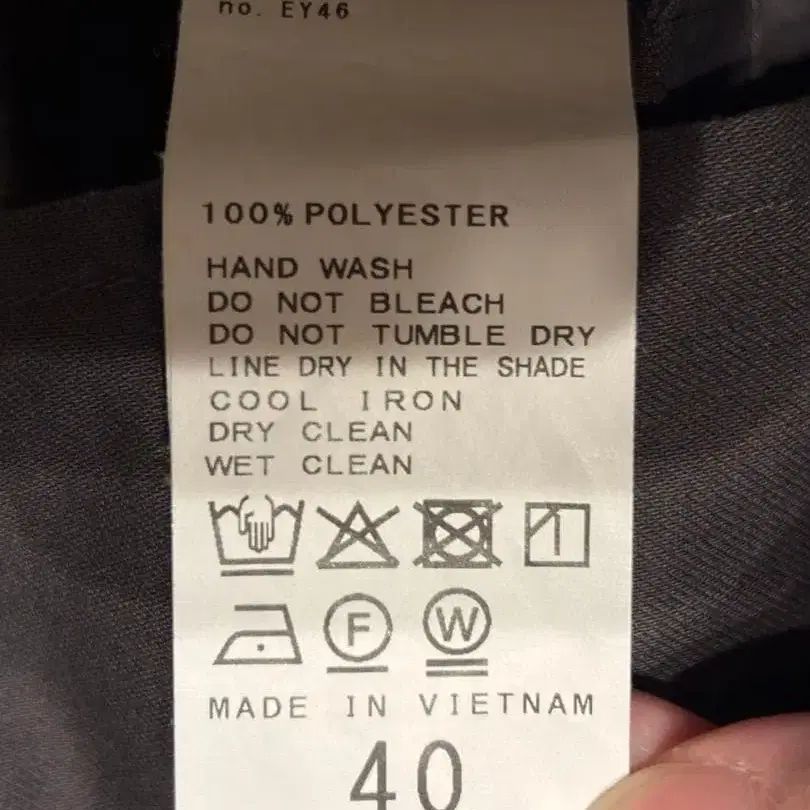 no. EY46
100% POLYESTER
HAND WASH
DO NOT BLEACH
DO NOT TUMBLE DRY
LINE DRY IN THE SHADE
COOL IRON
DRY CLEAN
WET CLEAN
F W
MADE IN VIETNAM
40